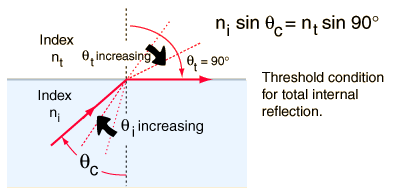 n_i sin θ_c = n_t sin 90°
Index
n_t
θ_t increasing
θ_t = 90°
Threshold condition
for total internal
reflection.
Index
n_i
θ_i increasing
θ_c